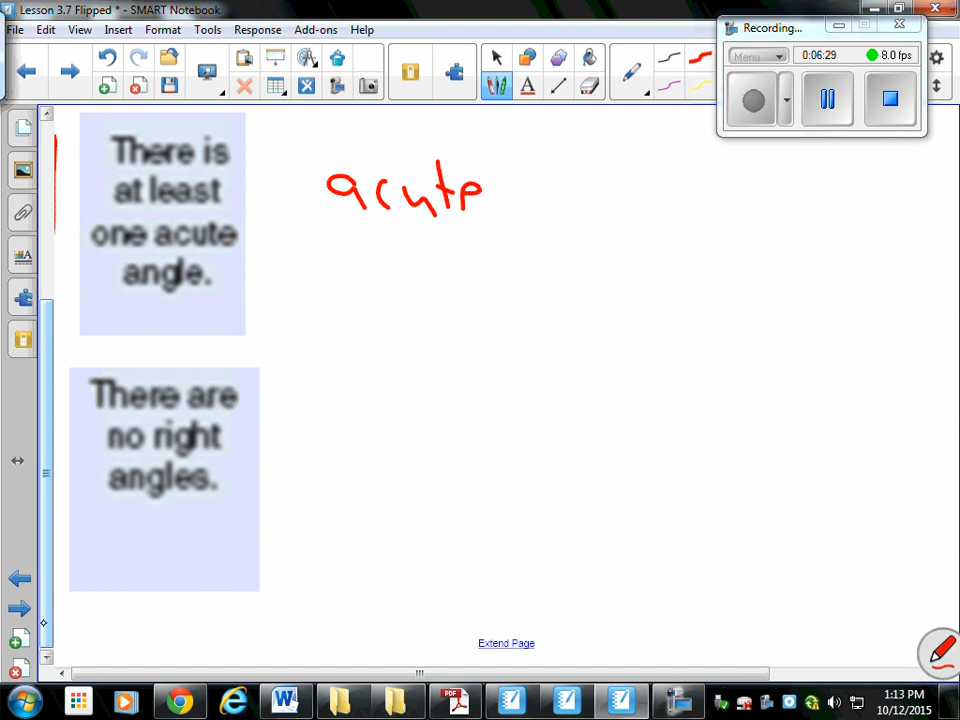 Lesson 3.7 Flipped * - SMART Notebook
File Edit View Insert Format Tools Response Add-ons Help
Recording...
Menu 0:06:29 8.0 fps
There is
at least
one acute
angle.
acute
There are
no right
angles.
Extend Page
1:13 PM
10/12/2015